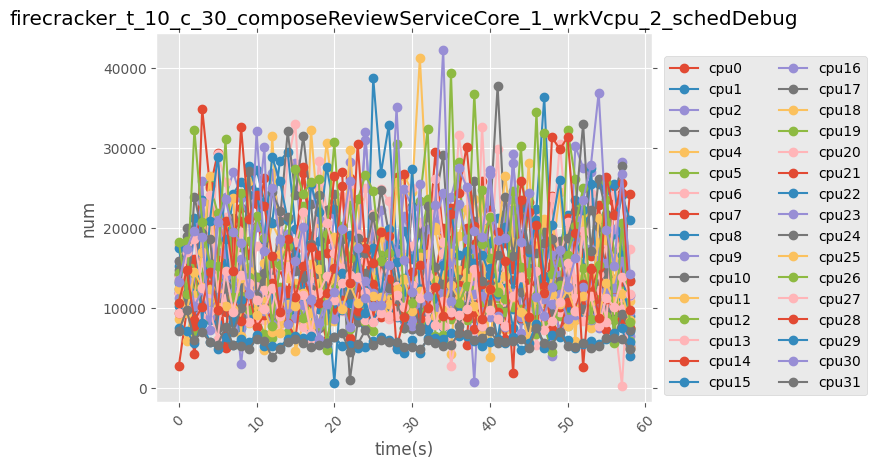 firecracker_t_10_c_30_composeReviewServiceCore_1_wrkVcpu_2_schedDebug
40000
30000
20000
10000
0
num
0
10
20
30
40
50
60
time(s)
cpu0
cpu1
cpu2
cpu3
cpu4
cpu5
cpu6
cpu7
cpu8
cpu9
cpu10
cpu11
cpu12
cpu13
cpu14
cpu15
cpu16
cpu17
cpu18
cpu19
cpu20
cpu21
cpu22
cpu23
cpu24
cpu25
cpu26
cpu27
cpu28
cpu29
cpu30
cpu31